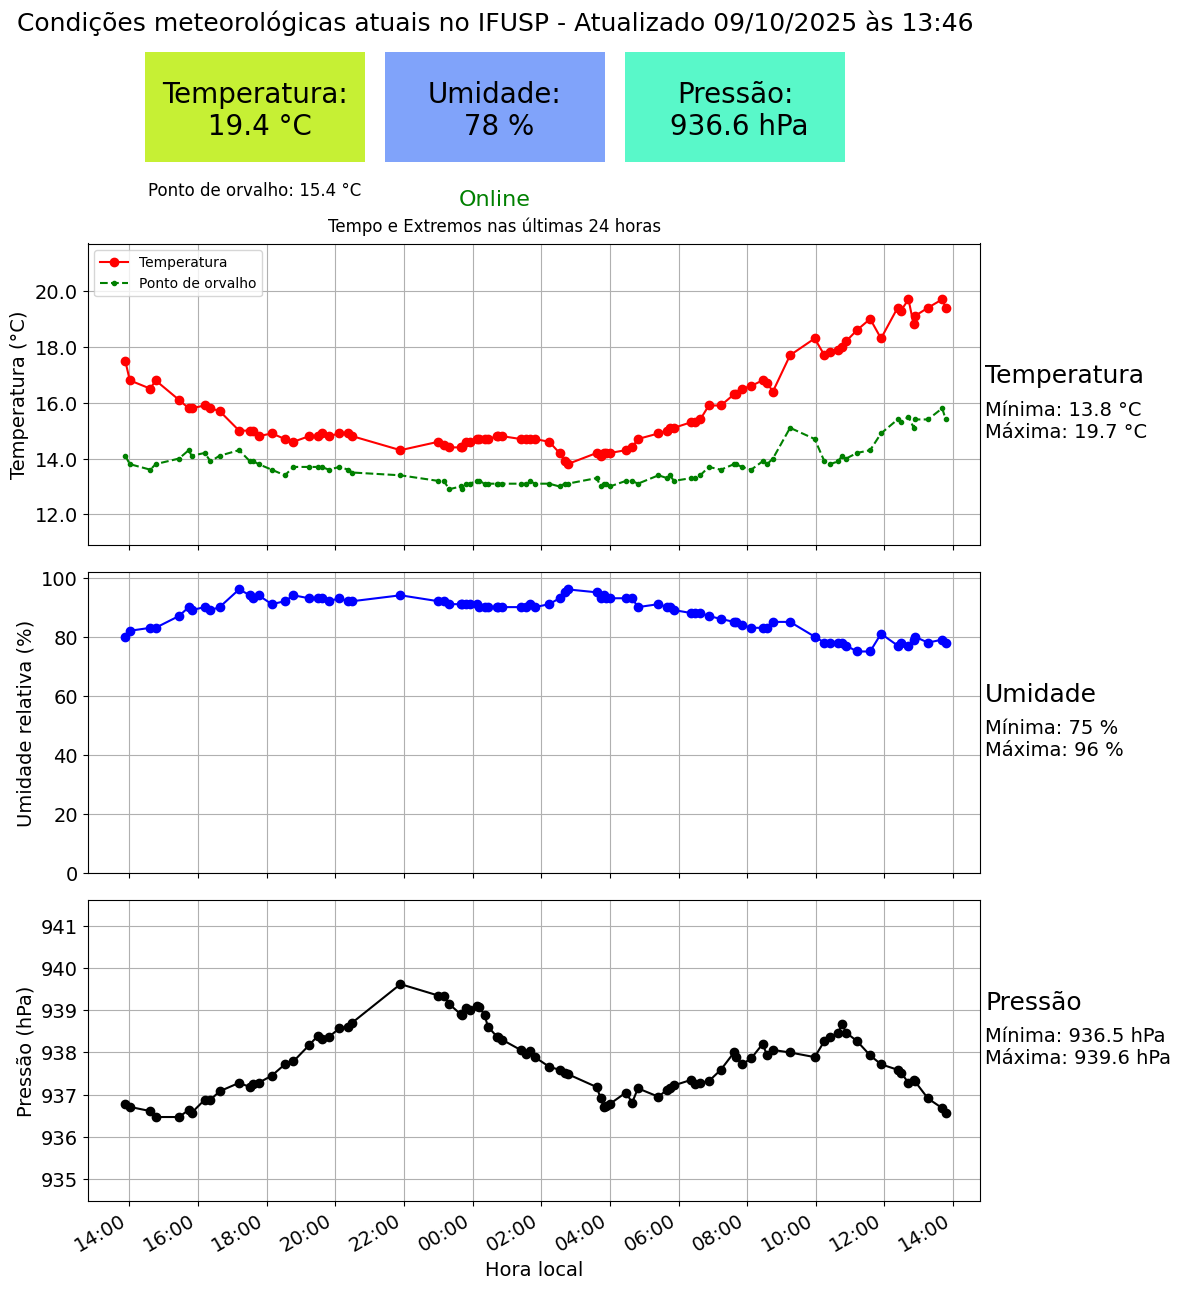 Condições meteorológicas atuais no IFUSP - Atualizado 09/10/2025 às 13:46
Temperatura:
19.4 °C
Umidade:
78 %
Pressão:
936.6 hPa
Ponto de orvalho: 15.4 °C
Online
Tempo e Extremos nas últimas 24 horas
Temperatura
Ponto de orvalho
Temperatura (°C)
20.0
18.0
16.0
14.0
12.0
Temperatura
Mínima: 13.8 °C
Máxima: 19.7 °C
Umidade relativa (%)
100
80
60
40
20
0
Umidade
Mínima: 75 %
Máxima: 96 %
Pressão (hPa)
941
940
939
938
937
936
935
Pressão
Mínima: 936.5 hPa
Máxima: 939.6 hPa
14:00
16:00
18:00
20:00
22:00
00:00
02:00
04:00
06:00
08:00
10:00
12:00
14:00
Hora local